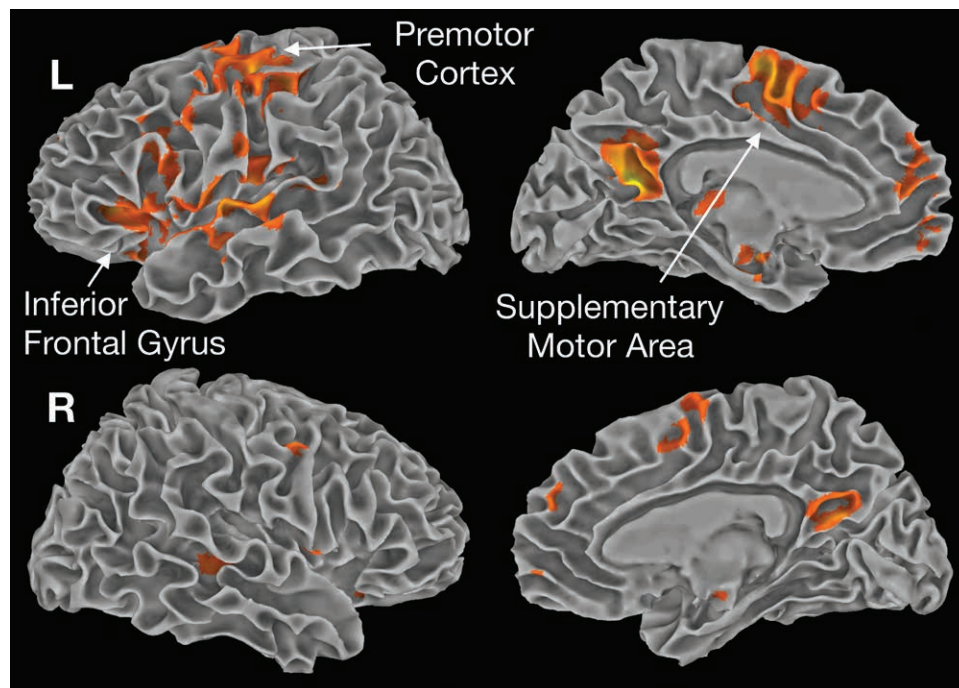 L
Premotor
Cortex
Inferior
Frontal Gyrus
Supplementary
Motor Area
R